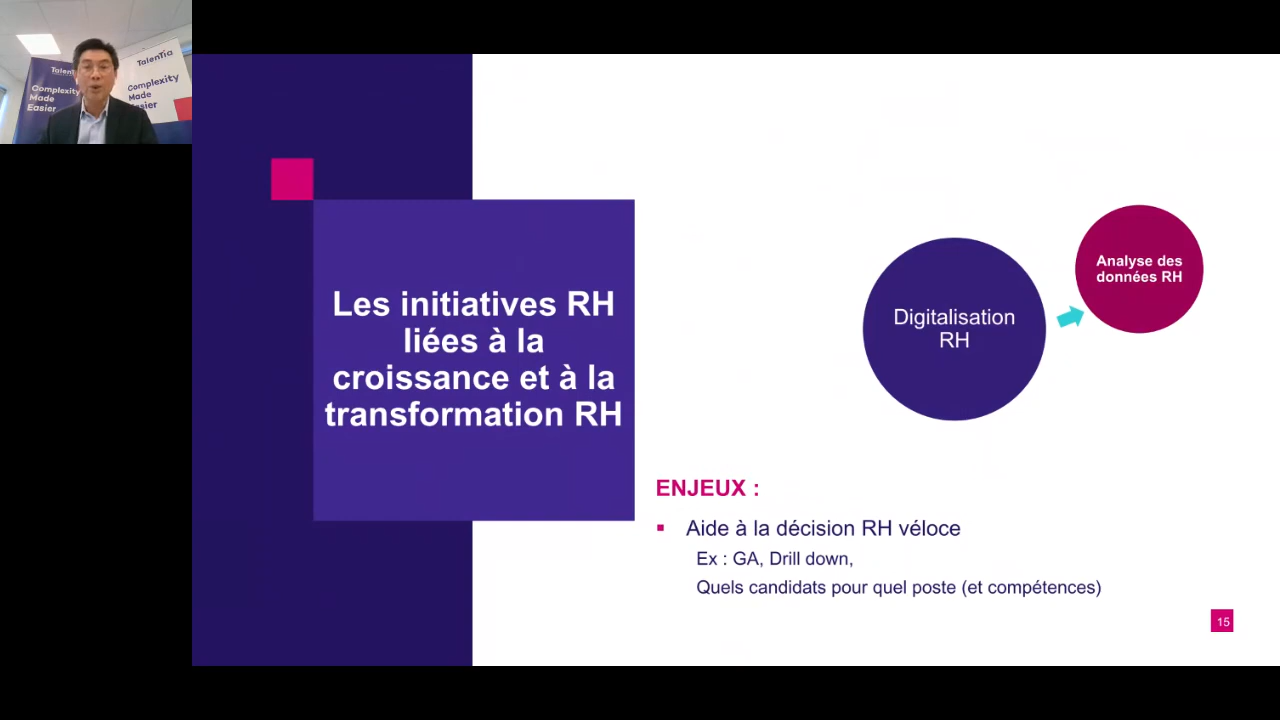 Talentia
Complexity
Made
Easier
TalenTia
Complexity
Made
Easier
Les initiatives RH
liées à la
croissance et à la
transformation RH
Digitalisation
RH
Analyse des
données RH
ENJEUX :
▪ Aide à la décision RH véloce
Ex : GA, Drill down,
Quels candidats pour quel poste (et compétences)
15